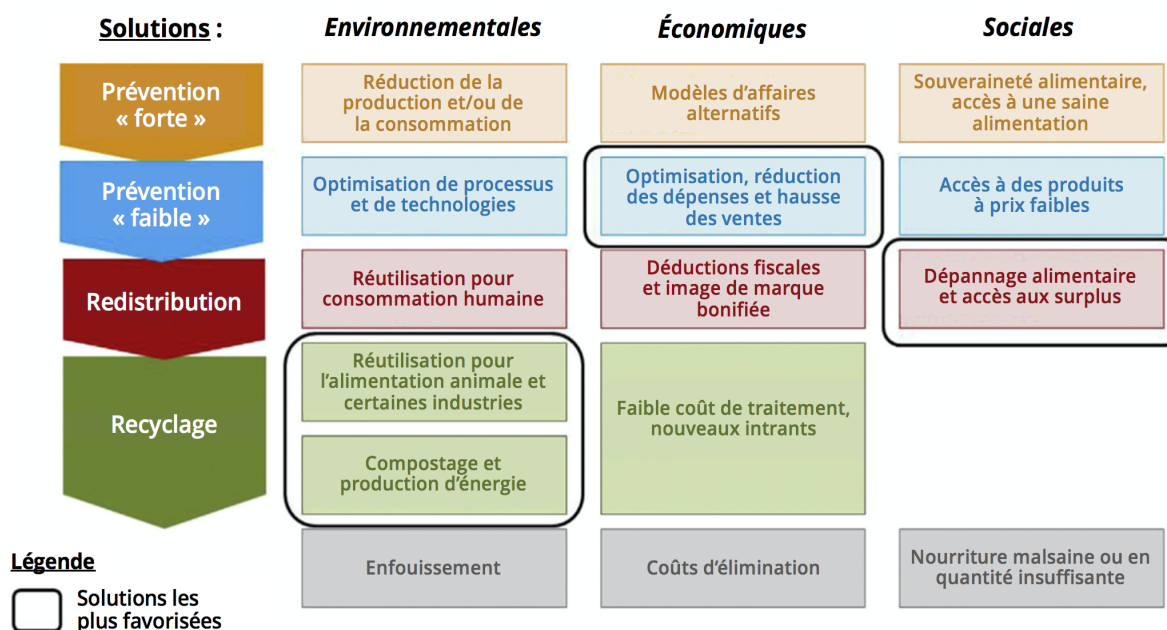 Solutions :
Environnementales
Économiques
Sociales
Prévention
« forte »
Réduction de la
production et/ou de
la consommation
Modèles d'affaires
alternatifs
Souveraineté alimentaire,
accès à une saine
alimentation
Prévention
« faible »
Optimisation de processus
et de technologies
Optimisation, réduction
des dépenses et hausse
des ventes
Accès à des produits
à prix faibles
Redistribution
Réutilisation pour
consommation humaine
Déductions fiscales
et image de marque
bonifiée
Dépannage alimentaire
et accès aux surplus
Recyclage
Réutilisation pour
l'alimentation animale et
certaines industries
Compostage et
production d'énergie
Faible coût de traitement,
nouveaux intrants
Enfouissement
Coûts d'élimination
Nourriture malsaine ou en
quantité insuffisante
Légende
Solutions les
plus favorisées